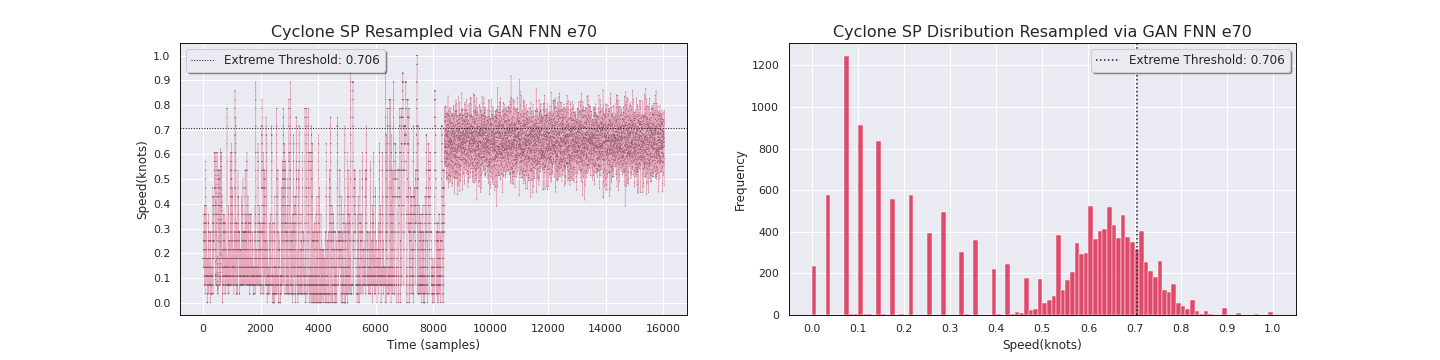 Cyclone SP Resampled via GAN FNN e70
Extreme Threshold: 0.706
Speed(knots)
1.0
0.9
0.8
0.7
0.6
0.5
0.4
0.3
0.2
0.1
0.0
0 2000 4000 6000 8000 10000 12000 14000 16000
Time (samples)
Cyclone SP Disribution Resampled via GAN FNN e70
Extreme Threshold: 0.706
Frequency
1200
1000
800
600
400
200
0
0.0 0.1 0.2 0.3 0.4 0.5 0.6 0.7 0.8 0.9 1.0
Speed(knots)